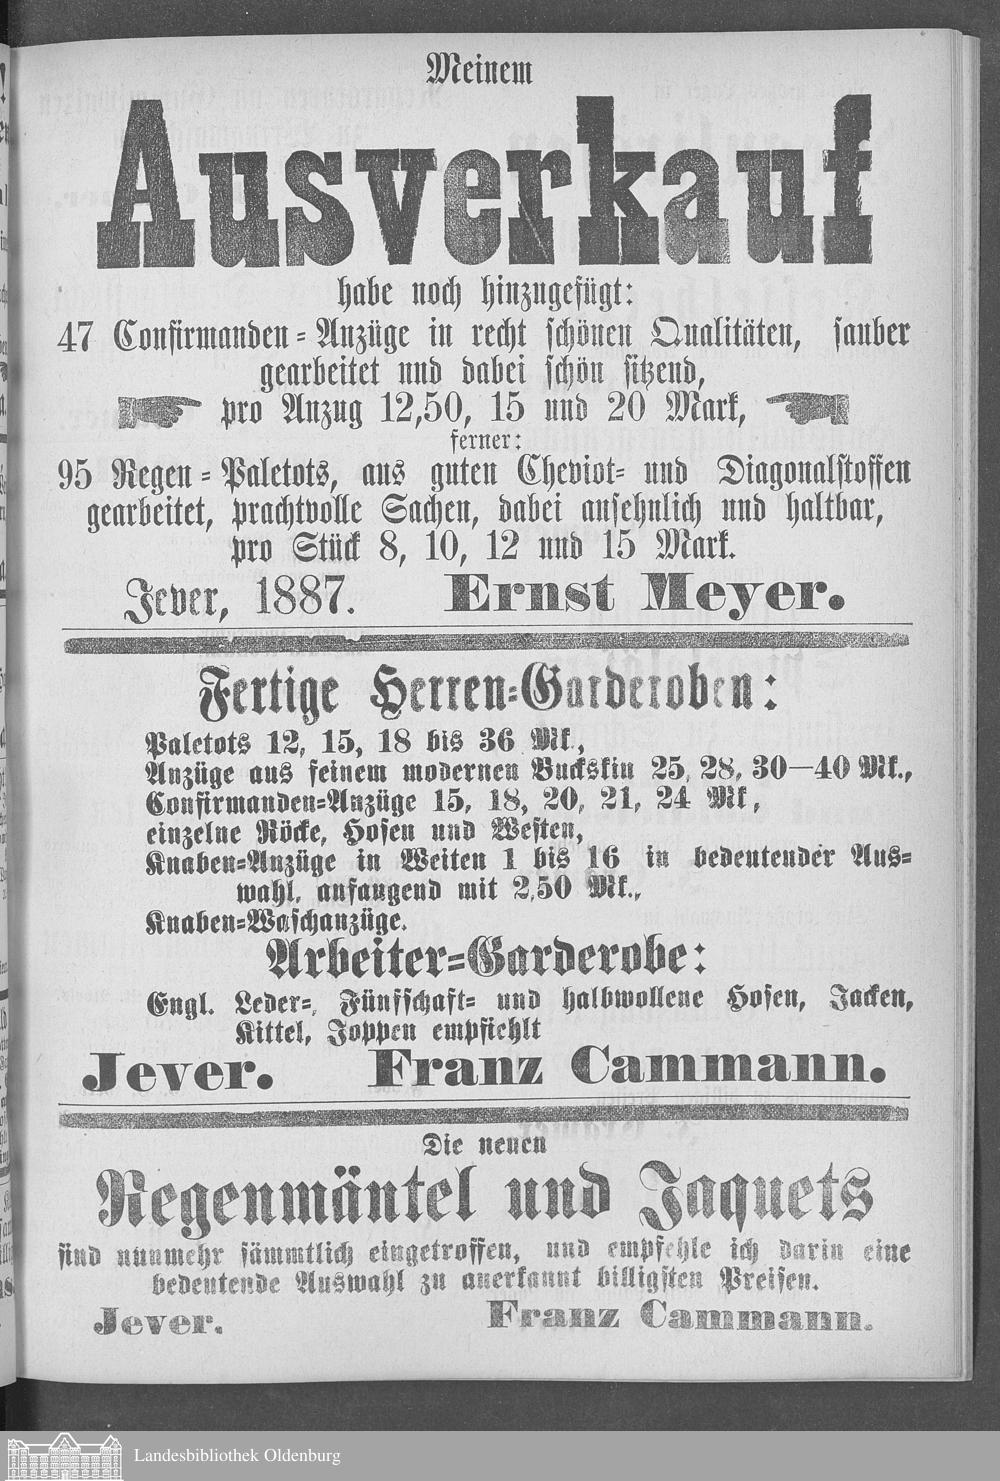 Meinem
Ausverkauf
habe noch hinzugefügt:
47 Confirmanden-Anzüge in recht schönen Qualitäten, sauber
gearbeitet und dabei schön sitzend,
pro Anzug 12,50, 15 und 20 Mark,
ferner:
95 Regen-Paletots, aus guten Cheviot- und Diagonalstoffen
gearbeitet, prachtvolle Sachen, dabei ansehnlich und haltbar,
pro Stück 8, 10, 12 und 15 Mark.
Jever, 1887. Ernst Meyer.
Fertige Herren-Garderoben:
Paletots 12, 15, 18 bis 36 Mk.,
Anzüge aus feinem modernen Buckskin 25, 28, 30—40 Mk.,
Confirmanden-Anzüge 15, 18, 20, 21, 24 Mk,
einzelne Röcke, Hosen und Westen,
Knaben-Anzüge in Weiten 1 bis 16 in bedeutender Aus-
wahl, anfangend mit 2,50 Mk.,
Knaben-Waschanzüge.
Arbeiter-Garderobe:
Engl. Leder-, Fünfschaft- und halbwollene Hosen, Jacken,
Kittel, Joppen empfiehlt
Jever. Franz Cammann.
Die neuen
Regenmäntel und Jaquets
sind nunmehr sämmtlich eingetroffen, und empfehle ich darin eine
bedeutende Auswahl zu anerkannt billigsten Preisen.
Jever. Franz Cammann.
Landesbibliothek Oldenburg